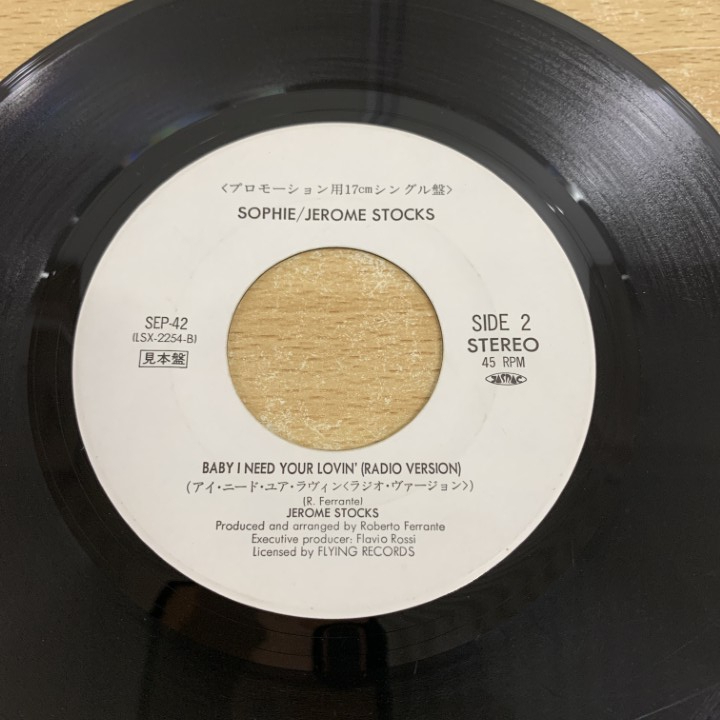 〈プロモーション用17cmシングル盤〉
SOPHIE/JEROME STOCKS
SEP-42
(LSX-2254-B)
見本盤
SIDE 2
STEREO
45 RPM
JASRAC
BABY I NEED YOUR LOVIN' (RADIO VERSION)
(アイ・ニード・ユア・ラヴィン〈ラジオ・ヴァージョン〉)
(R. Ferrante)
JEROME STOCKS
Produced and arranged by Roberto Ferrante
Executive producer: Flavio Rossi
Licensed by FLYING RECORDS